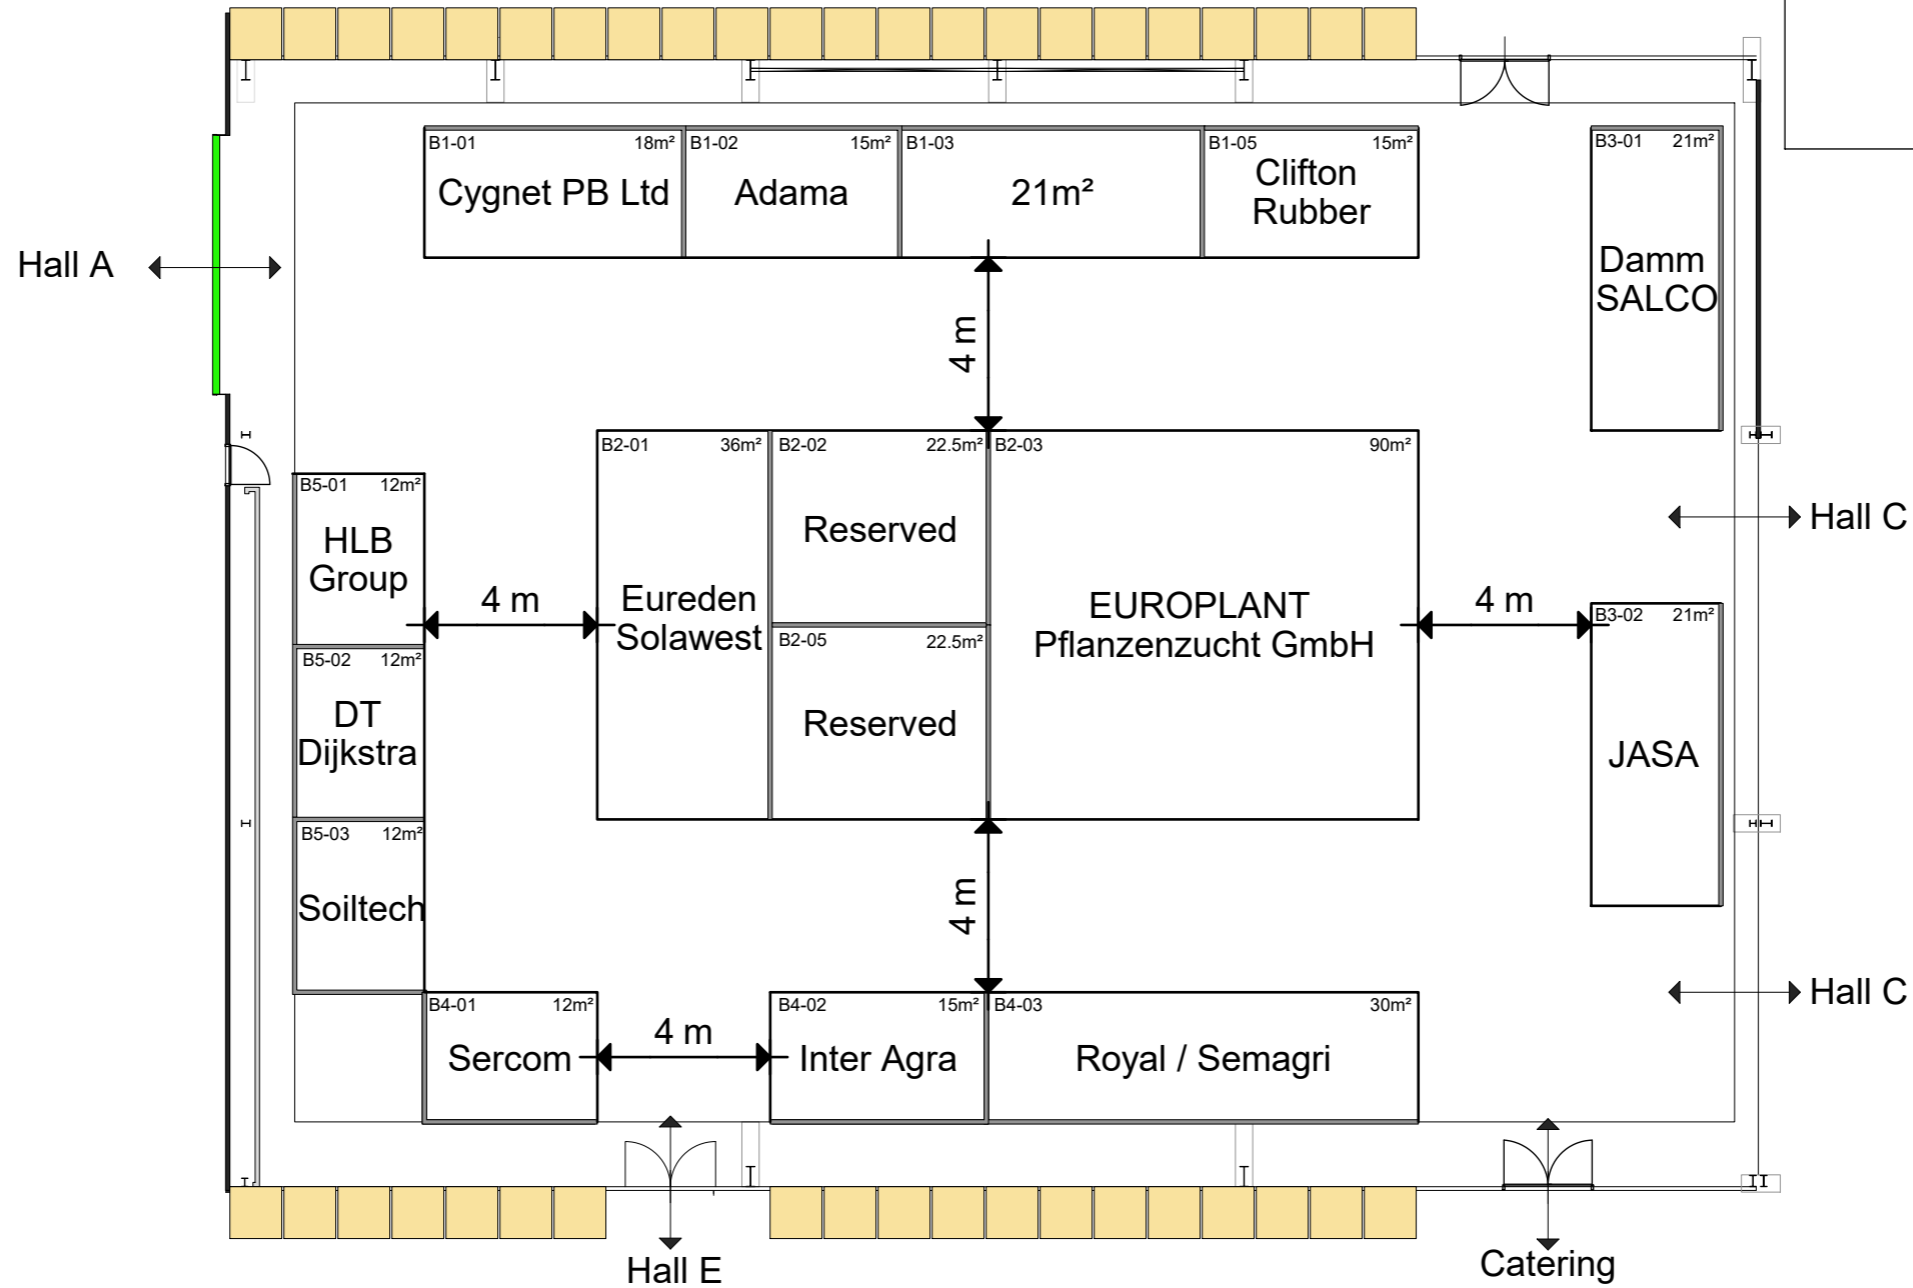 B1-01 18m² B1-02 15m² B1-03 B1-05 15m² B3-01 21m²
Cygnet PB Ltd
Adama
21m²
Clifton
Rubber
Damm
SALCO
Hall A
4 m
B2-01 36m² B2-02 22.5m² B2-03 90m²
B5-01 12m²
HLB
Group
Reserved
Hall C
4 m
Eureden
Solawest
EUROPLANT
Pflanzenzucht GmbH
4 m
B3-02 21m²
B2-05 22.5m²
B5-02 12m²
DT
Dijkstra
Reserved
JASA
B5-03 12m²
Soiltech
4 m
Hall C
B4-01 12m² B4-02 15m² B4-03 30m²
4 m
Sercom
Inter Agra
Royal / Semagri
Hall E
Catering